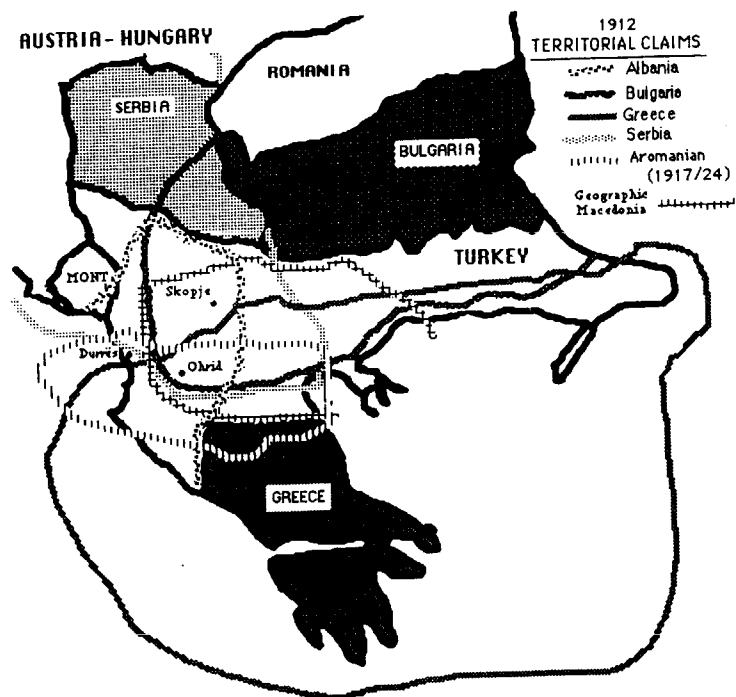 1912
TERRITORIAL CLAIMS
Albania
Bulgaria
Greece
Serbia
Aromanian
(1917/24)
Geographic
Macedonia
AUSTRIA-HUNGARY
ROMANIA
SERBIA
BULGARIA
TURKEY
MONT
Skopje
Durres
Ohrid
GREECE